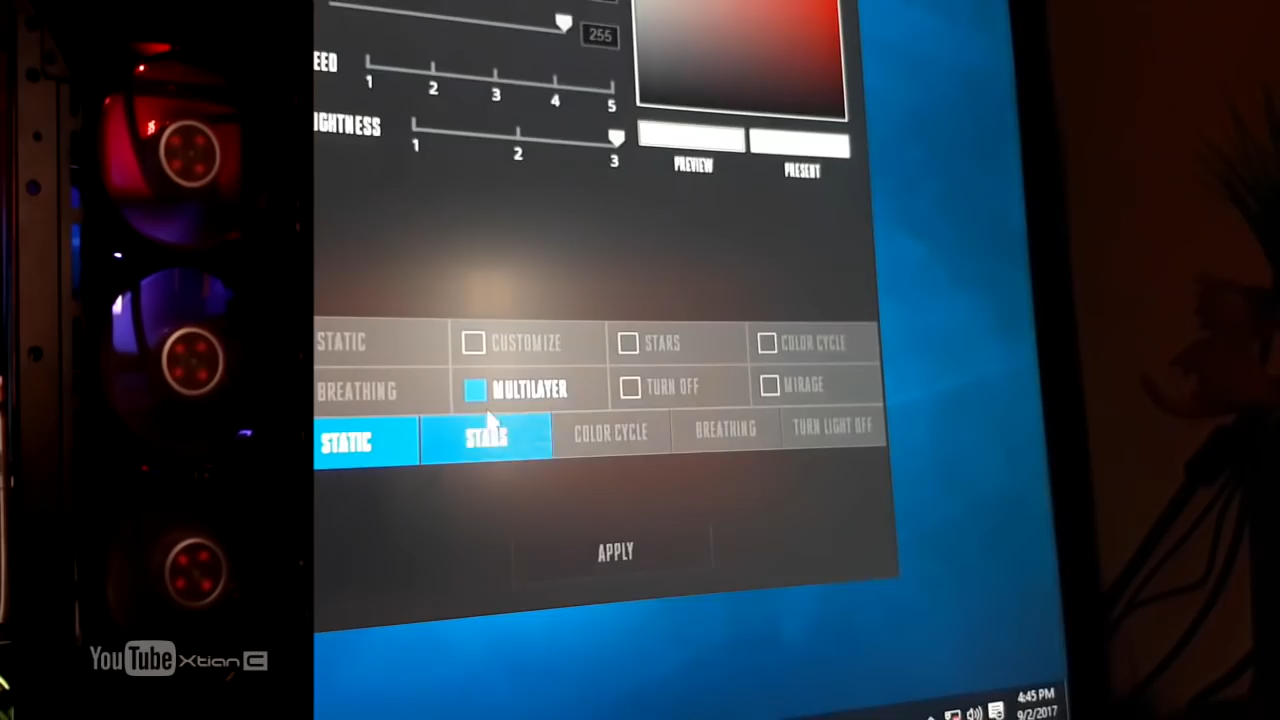 255
EED
1 2 3 4 5
IGHTNESS
1 2 3
PREVIEW PRESENT
STATIC CUSTOMIZE STARS COLOR CYCLE
BREATHING MULTILAYER TURN OFF MIRAGE
STATIC STARS COLOR CYCLE BREATHING TURN LIGHT OFF
APPLY
YouTube Xtian C
4:45 PM
9/2/2017